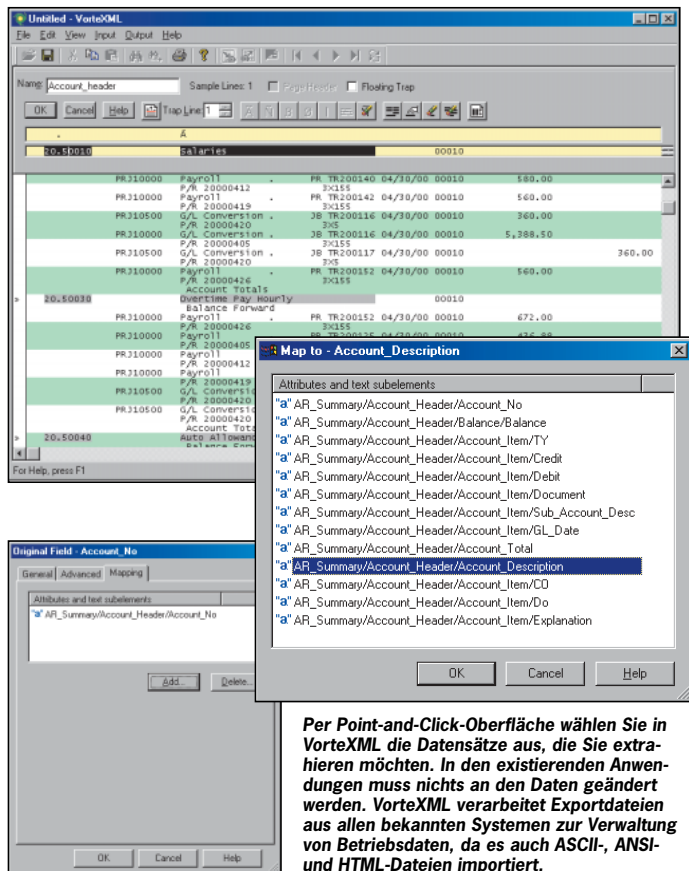 Untitled - VorteXML
File Edit View Input Output Help
Name: Account_header Sample Lines: 1 Page Header Floating Trap
OK Cancel Help Trap Line: 1
. Ã
20.50010 Salaries 00010
PRJ10000 Payroll . PR TR200140 04/30/00 00010 580.00
P/R 20000412 3X155
PRJ10000 Payroll . PR TR200142 04/30/00 00010 560.00
P/R 20000419 3X155
PRJ10500 G/L Conversion . JB TR200116 04/30/00 00010 360.00
P/R 20000420 3X5
PRJ10000 G/L Conversion . JB TR200116 04/30/00 00010 5,388.50
P/R 20000405 3X155
PRJ10500 G/L Conversion . JB TR200117 04/30/00 00010 360.00
P/R 20000420 3X5
PRJ10000 Payroll . PR TR200152 04/30/00 00010 560.00
P/R 20000426 3X155
Account Totals
» 20.50030 Overtime Pay Hourly 00010
Balance Forward
PRJ10000 Payroll . PR TR200152 04/30/00 00010 672.00
P/R 20000426 3X155
PRJ10000 Payroll
P/R 20000405
PRJ10000 Payroll
P/R 20000412
PRJ10000 Payroll
P/R 20000419
PRJ10500 G/L Conversio
P/R 20000420
PRJ10500 G/L Conversio
P/R 20000420
Account Tota
» 20.50040 Auto Allowanc
For Help, press F1
Map to - Account_Description
Attributes and text subelements
"a" AR_Summary/Account_Header/Account_No
"a" AR_Summary/Account_Header/Balance/Balance
"a" AR_Summary/Account_Header/Account_Item/TY
"a" AR_Summary/Account_Header/Account_Item/Credit
"a" AR_Summary/Account_Header/Account_Item/Debit
"a" AR_Summary/Account_Header/Account_Item/Document
"a" AR_Summary/Account_Header/Account_Item/Sub_Account_Desc
"a" AR_Summary/Account_Header/Account_Item/GL_Date
"a" AR_Summary/Account_Header/Account_Total
"a" AR_Summary/Account_Header/Account_Description
"a" AR_Summary/Account_Header/Account_Item/CO
"a" AR_Summary/Account_Header/Account_Item/Do
"a" AR_Summary/Account_Header/Account_Item/Explanation
OK Cancel Help
Original Field - Account_No
General Advanced Mapping
Attributes and text subelements
"a" AR_Summary/Account_Header/Account_No
Add... Delete...
OK Cancel Help
Per Point-and-Click-Oberfläche wählen Sie in
VorteXML die Datensätze aus, die Sie extra-
hieren möchten. In den existierenden Anwen-
dungen muss nichts an den Daten geändert
werden. VorteXML verarbeitet Exportdateien
aus allen bekannten Systemen zur Verwaltung
von Betriebsdaten, da es auch ASCII-, ANSI-
und HTML-Dateien importiert.